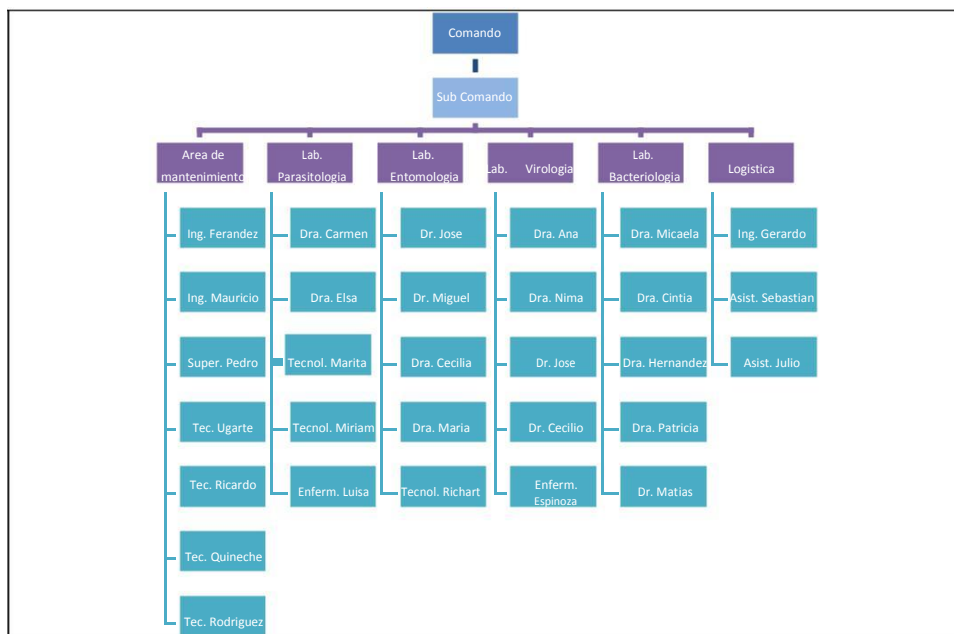 Comando
Sub Comando
Area de
mantenimiento
Lab.
Parasitologia
Lab.
Entomologia
Lab. Virologia
Lab.
Bacteriologia
Logistica
Ing. Ferandez
Dra. Carmen
Dr. Jose
Dra. Ana
Dra. Micaela
Ing. Gerardo
Ing. Mauricio
Dra. Elsa
Dr. Miguel
Dra. Nima
Dra. Cintia
Asist. Sebastian
Super. Pedro
Tecnol. Marita
Dra. Cecilia
Dr. Jose
Dra. Hernandez
Asist. Julio
Tec. Ugarte
Tecnol. Miriam
Dra. Maria
Dr. Cecilio
Dra. Patricia
Tec. Ricardo
Enferm. Luisa
Tecnol. Richart
Enferm.
Espinoza
Dr. Matias
Tec. Quineche
Tec. Rodriguez